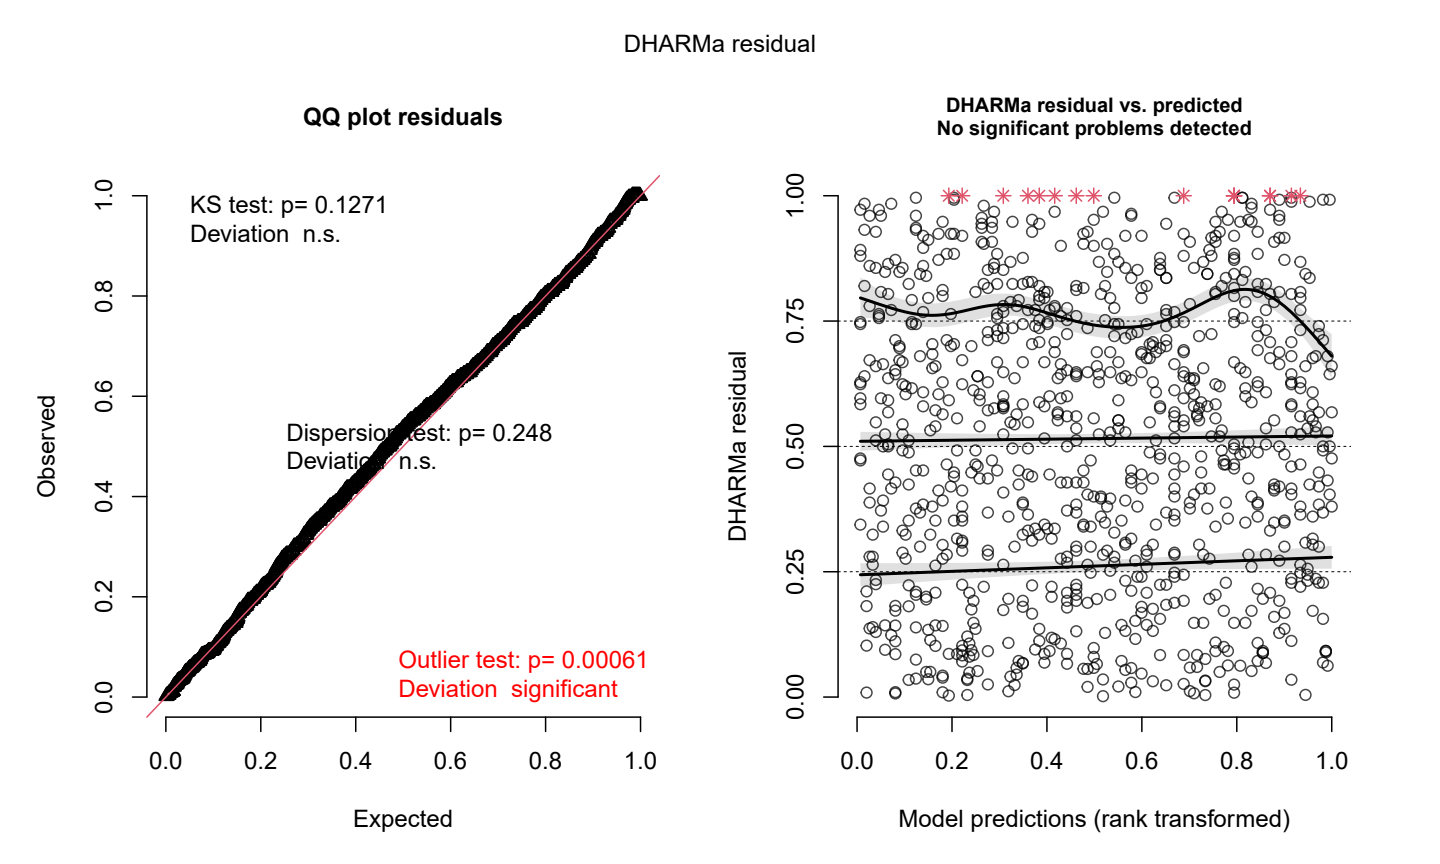 DHARMa residual
QQ plot residuals
KS test: p= 0.1271
Deviation  n.s.
Dispersion test: p= 0.248
Deviation  n.s.
Outlier test: p= 0.00061
Deviation  significant
Observed
0.0
0.2
0.4
0.6
0.8
1.0
0.0
0.2
0.4
0.6
0.8
1.0
Expected
DHARMa residual vs. predicted
No significant problems detected
DHARMa residual
0.00
0.25
0.50
0.75
1.00
0.0
0.2
0.4
0.6
0.8
1.0
Model predictions (rank transformed)